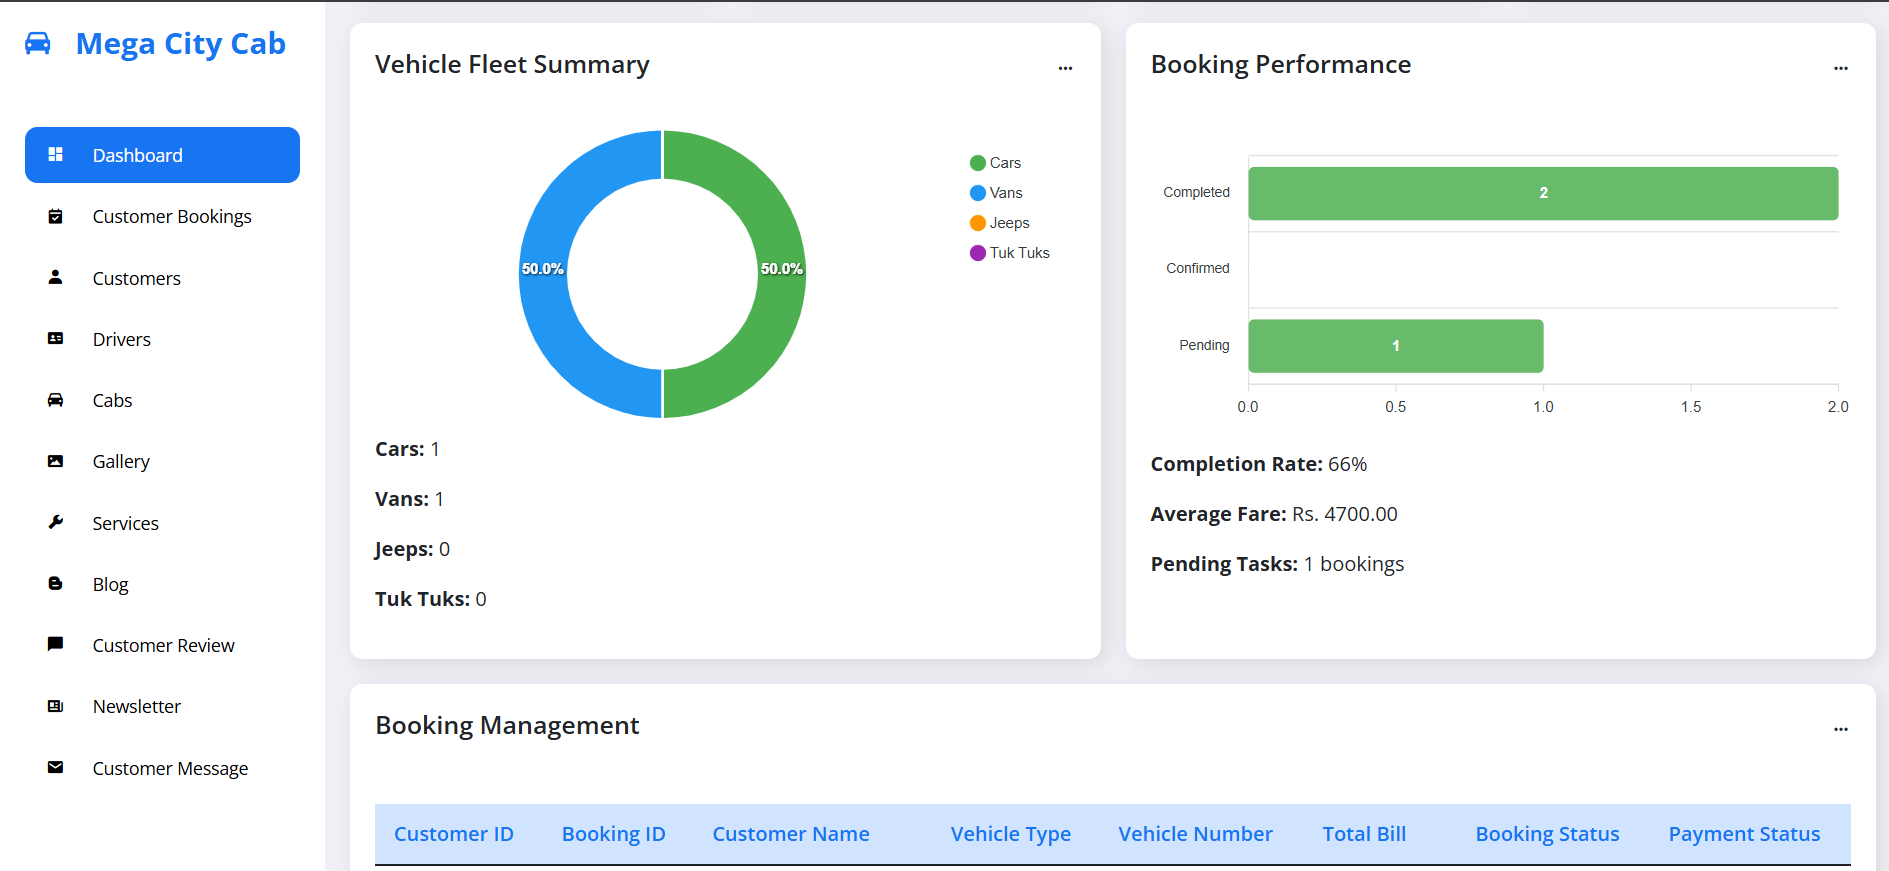 Mega City Cab
Dashboard
Customer Bookings
Customers
Drivers
Cabs
Gallery
Services
Blog
Customer Review
Newsletter
Customer Message
Vehicle Fleet Summary
...
50.0%
50.0%
Cars
Vans
Jeeps
Tuk Tuks
Cars: 1
Vans: 1
Jeeps: 0
Tuk Tuks: 0
Booking Performance
...
Completed
2
Confirmed
Pending
1
0.0 0.5 1.0 1.5 2.0
Completion Rate: 66%
Average Fare: Rs. 4700.00
Pending Tasks: 1 bookings
Booking Management
...
Customer ID Booking ID Customer Name Vehicle Type Vehicle Number Total Bill Booking Status Payment Status